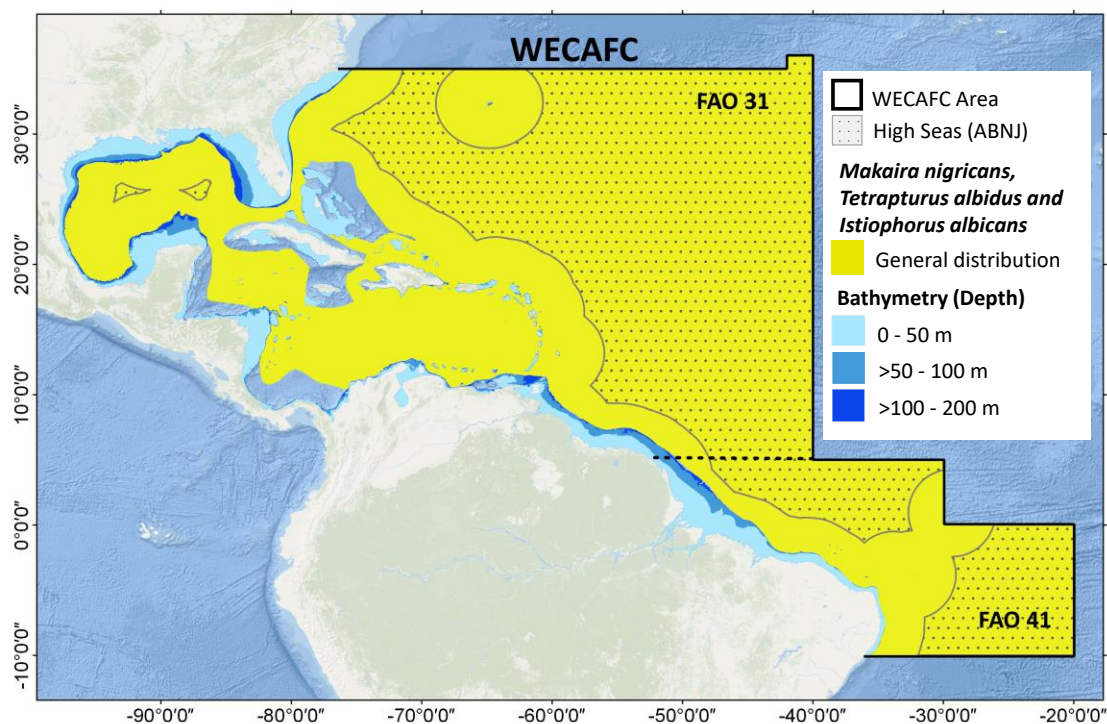 WECAFC
FAO 31
WECAFC Area
High Seas (ABNJ)
Makaira nigricans,
Tetrapturus albidus and
Istiophorus albicans
General distribution
Bathymetry (Depth)
0 - 50 m
>50 - 100 m
>100 - 200 m
FAO 41
30°0'0"
20°0'0"
10°0'0"
0°0'0"
-10°0'0"
-90°0'0"
-80°0'0"
-70°0'0"
-60°0'0"
-50°0'0"
-40°0'0"
-30°0'0"
-20°0'0"